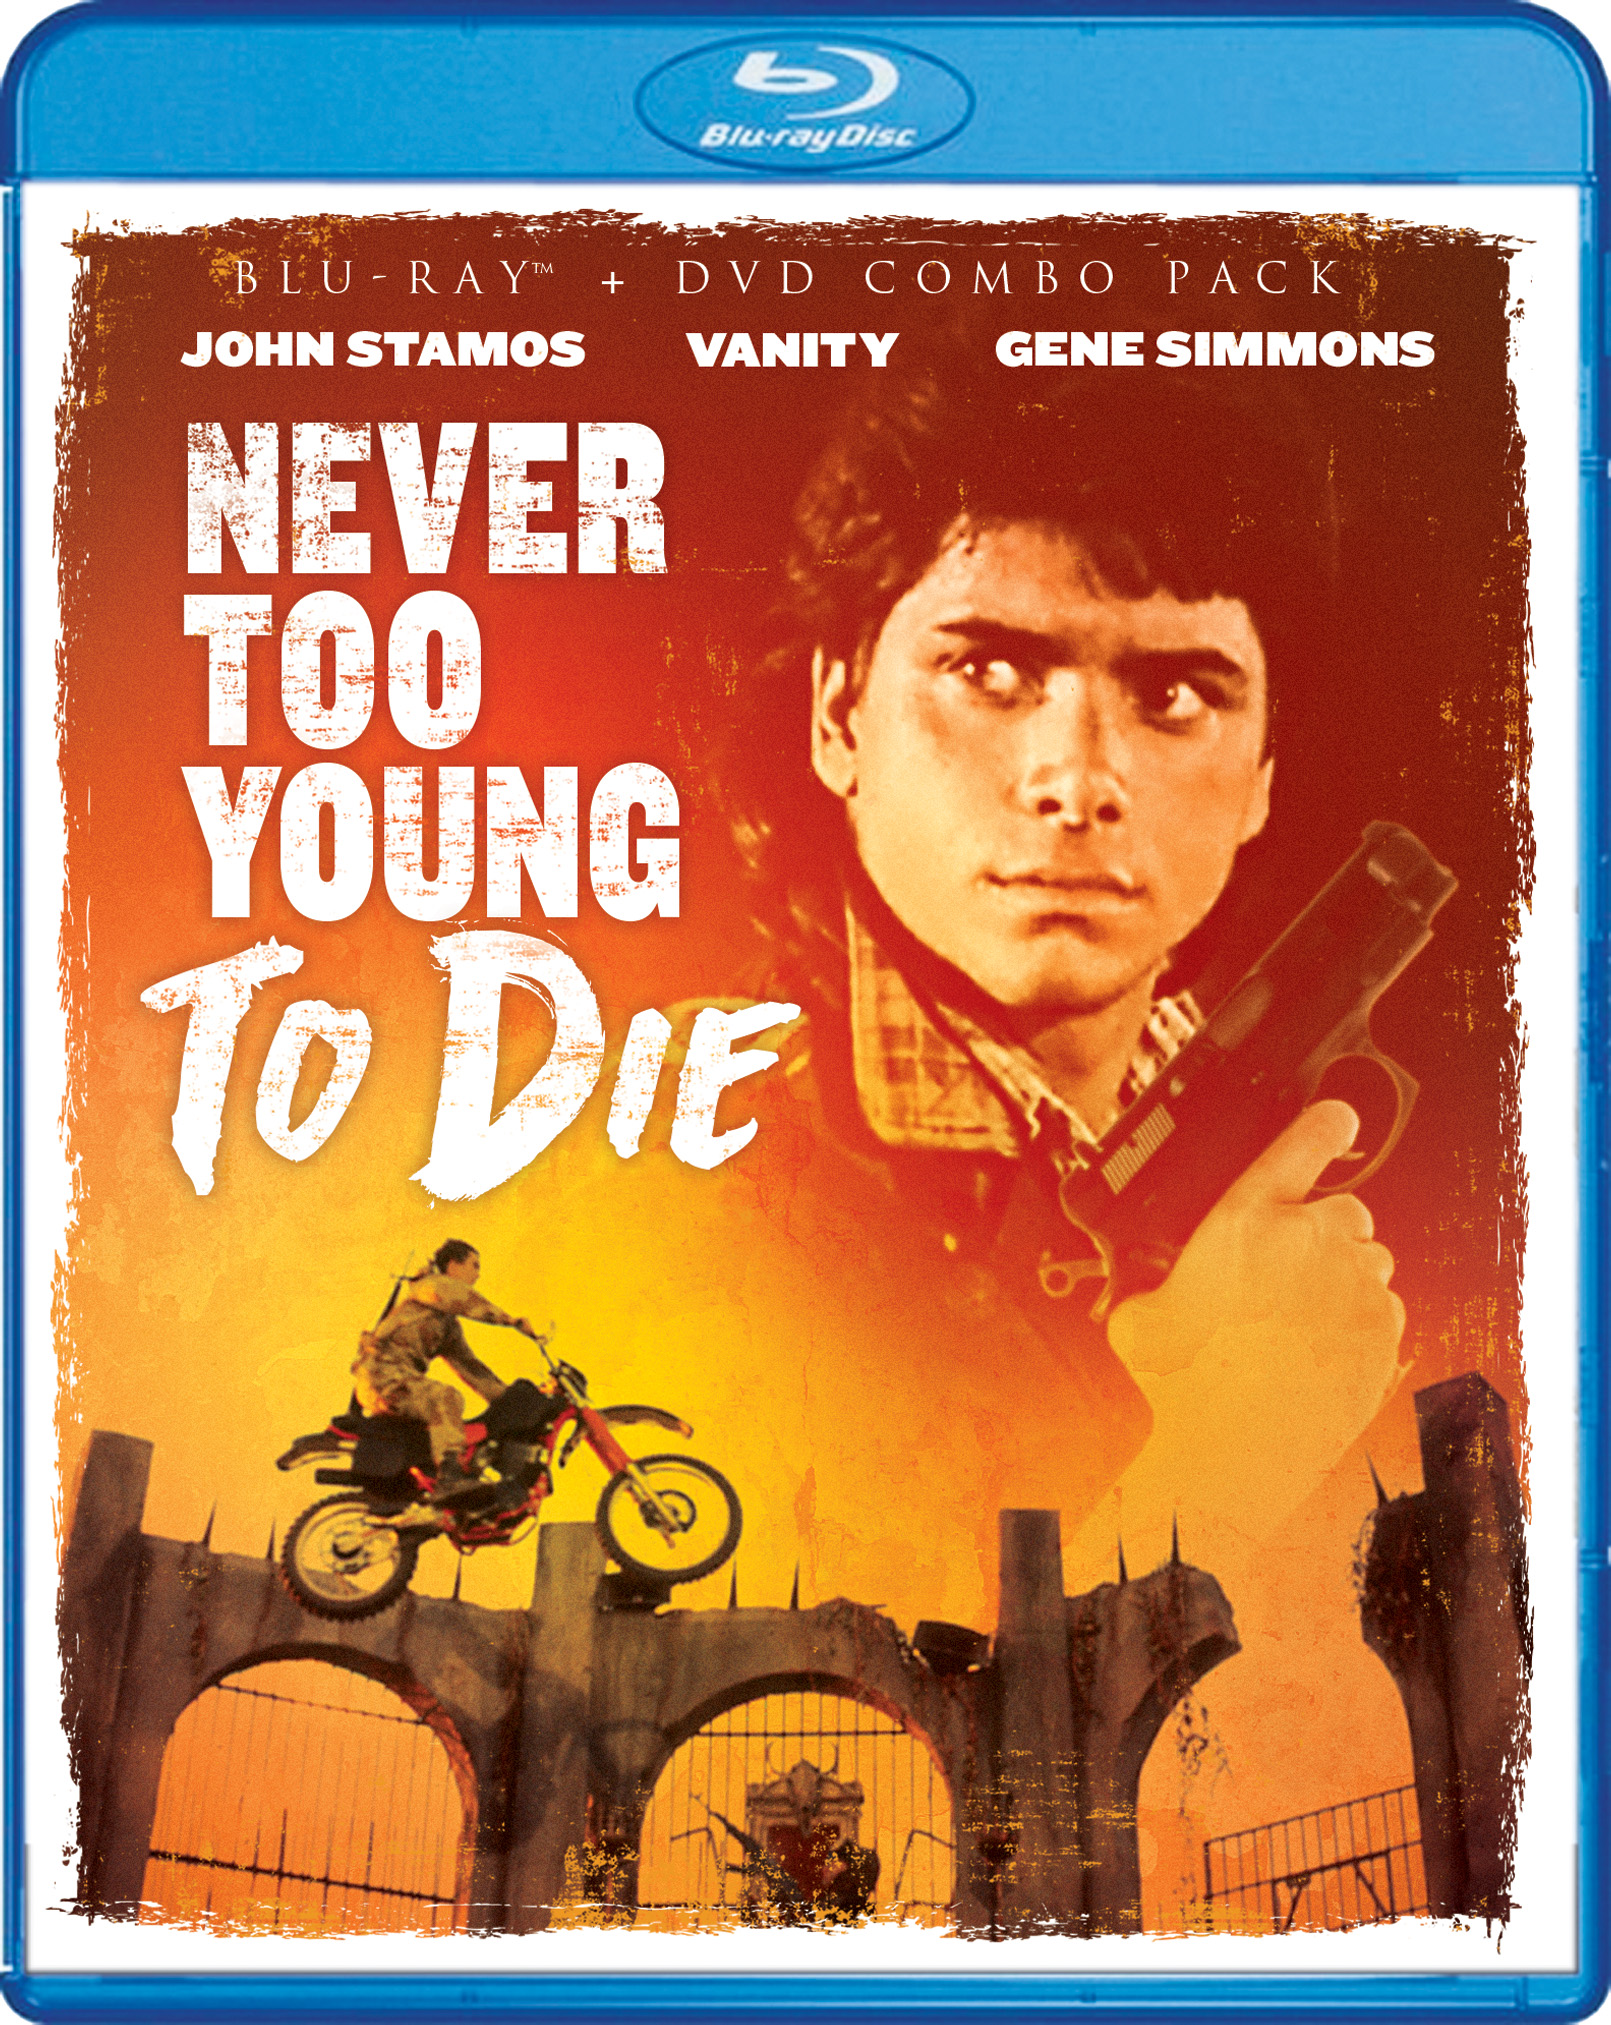 Blu-ray Disc
BLU-RAY™ + DVD COMBO PACK
JOHN STAMOS VANITY GENE SIMMONS
NEVER
TOO
YOUNG
TO DIE